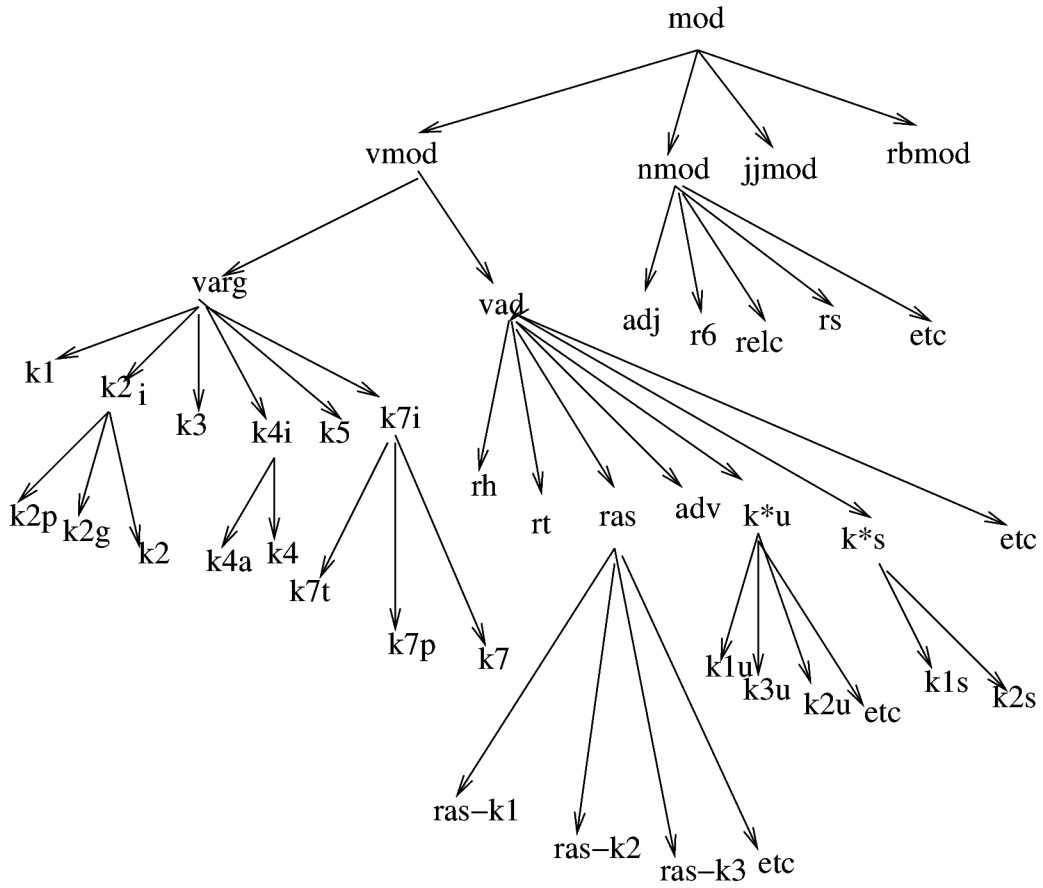 mod
vmod
nmod
jjmod
rbmod
varg
vad
adj
r6
relc
rs
etc
k1
k2i
k3
k4i
k5
k7i
k2p
k2g
k2
k4a
k4
k7t
k7p
k7
rh
rt
ras
adv
k*u
k*s
etc
k1u
k3u
k2u
etc
k1s
k2s
ras-k1
ras-k2
ras-k3
etc